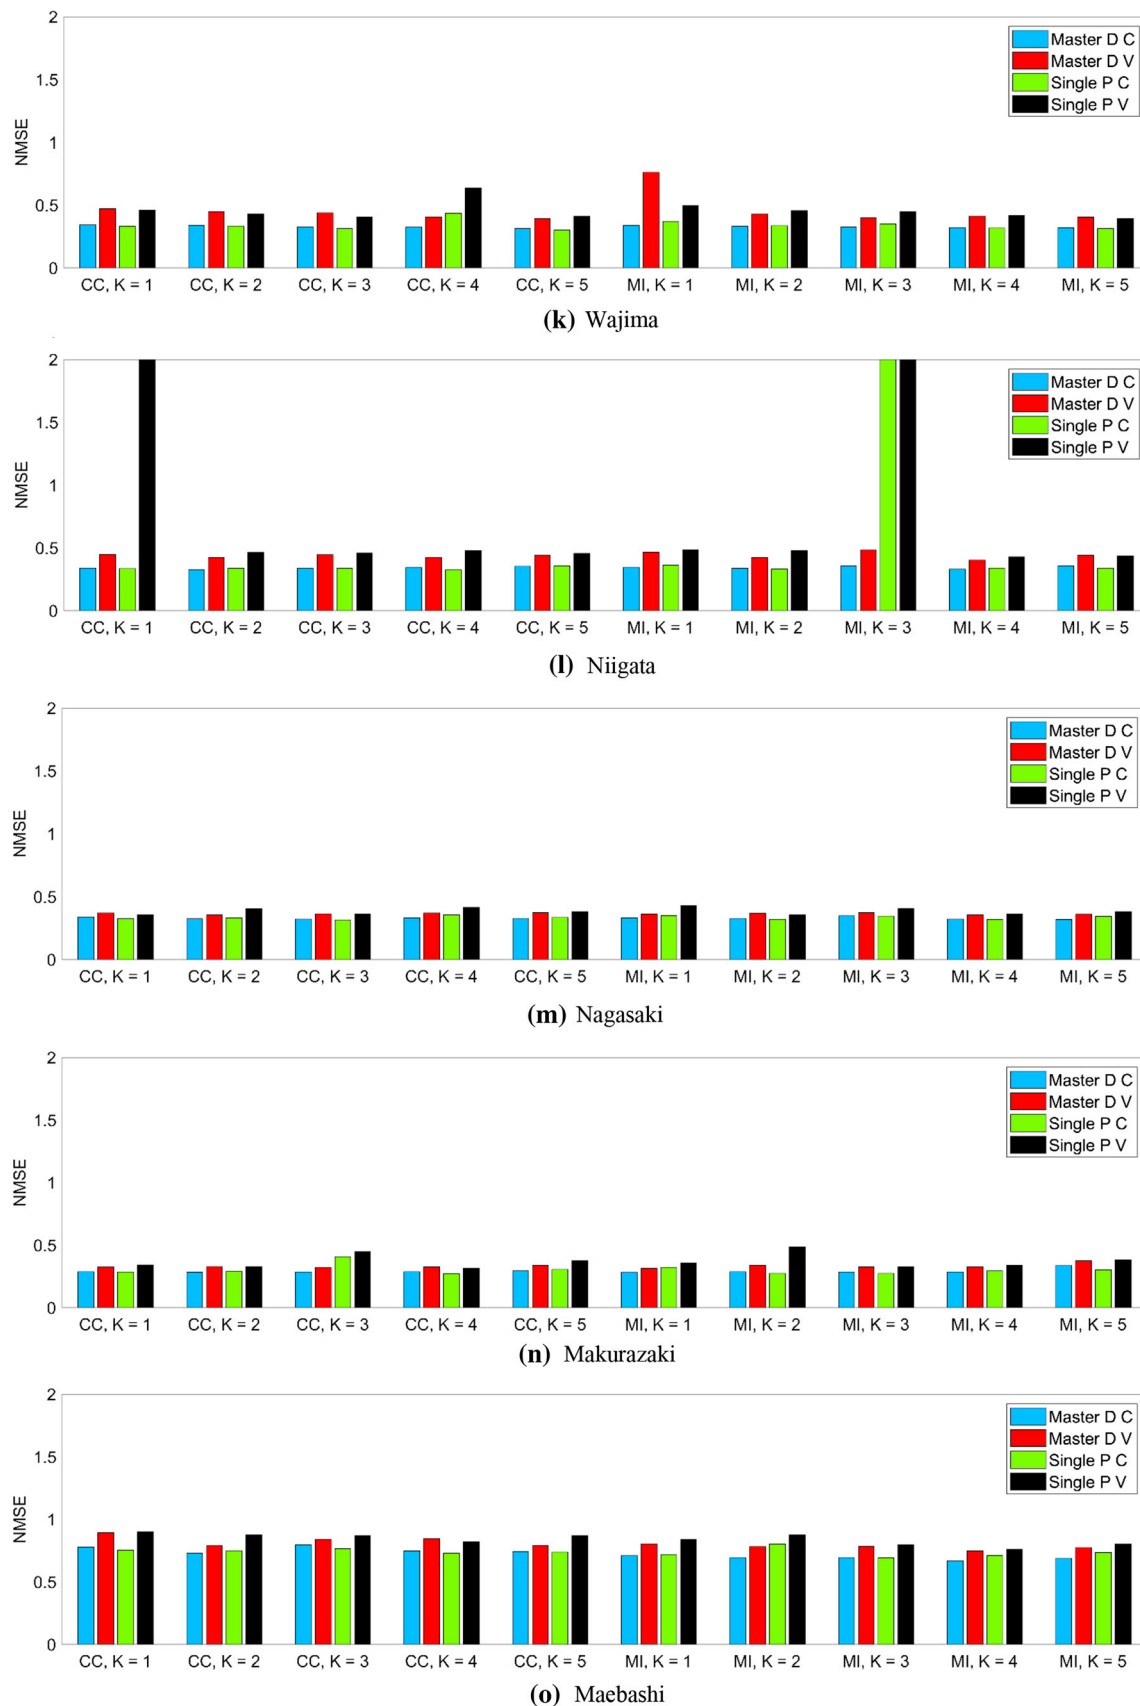 2
1.5
1
0.5
0
NMSE
Master D C
Master D V
Single P C
Single P V
CC, K = 1 CC, K = 2 CC, K = 3 CC, K = 4 CC, K = 5 MI, K = 1 MI, K = 2 MI, K = 3 MI, K = 4 MI, K = 5
(k) Wajima
2
1.5
1
0.5
0
NMSE
Master D C
Master D V
Single P C
Single P V
CC, K = 1 CC, K = 2 CC, K = 3 CC, K = 4 CC, K = 5 MI, K = 1 MI, K = 2 MI, K = 3 MI, K = 4 MI, K = 5
(l) Niigata
2
1.5
1
0.5
0
NMSE
Master D C
Master D V
Single P C
Single P V
CC, K = 1 CC, K = 2 CC, K = 3 CC, K = 4 CC, K = 5 MI, K = 1 MI, K = 2 MI, K = 3 MI, K = 4 MI, K = 5
(m) Nagasaki
2
1.5
1
0.5
0
NMSE
Master D C
Master D V
Single P C
Single P V
CC, K = 1 CC, K = 2 CC, K = 3 CC, K = 4 CC, K = 5 MI, K = 1 MI, K = 2 MI, K = 3 MI, K = 4 MI, K = 5
(n) Makurazaki
2
1.5
1
0.5
0
NMSE
Master D C
Master D V
Single P C
Single P V
CC, K = 1 CC, K = 2 CC, K = 3 CC, K = 4 CC, K = 5 MI, K = 1 MI, K = 2 MI, K = 3 MI, K = 4 MI, K = 5
(o) Maebashi